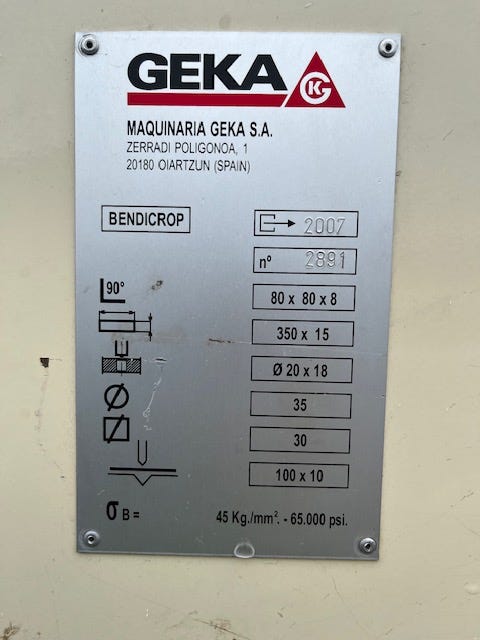 GEKA
GK
MAQUINARIA GEKA S.A.
ZERRADI POLIGONOA, 1
20180 OIARTZUN (SPAIN)
BENDICROP
2007
nº 2891
90° 80 x 80 x 8
350 x 15
Ø 20 x 18
35
30
100 x 10
σ B= 45 Kg./mm². - 65.000 psi.